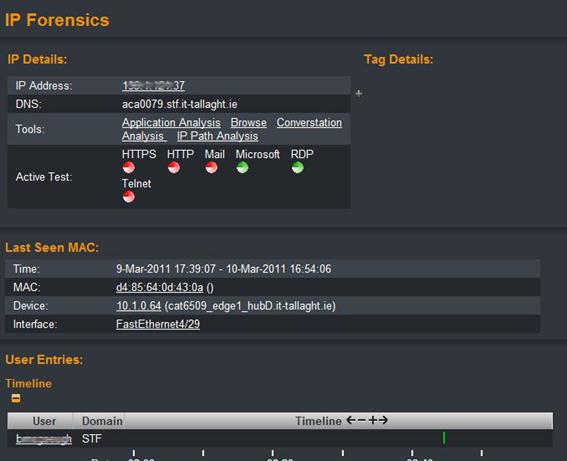 IP Forensics
IP Details:
Tag Details:
IP Address:
DNS: aca0079.stf.it-tallaght.ie
Tools: Application Analysis Browse Converstation
Analysis IP Path Analysis
Active Test: HTTPS HTTP Mail Microsoft RDP
Telnet
Last Seen MAC:
Time: 9-Mar-2011 17:39:07 - 10-Mar-2011 16:54:06
MAC: d4:85:64:0d:43:0a ()
Device: 10.1.0.64 (cat6509_edge1_hubD.it-tallaght.ie)
Interface: FastEthernet4/29
User Entries:
Timeline
User Domain Timeline
STF